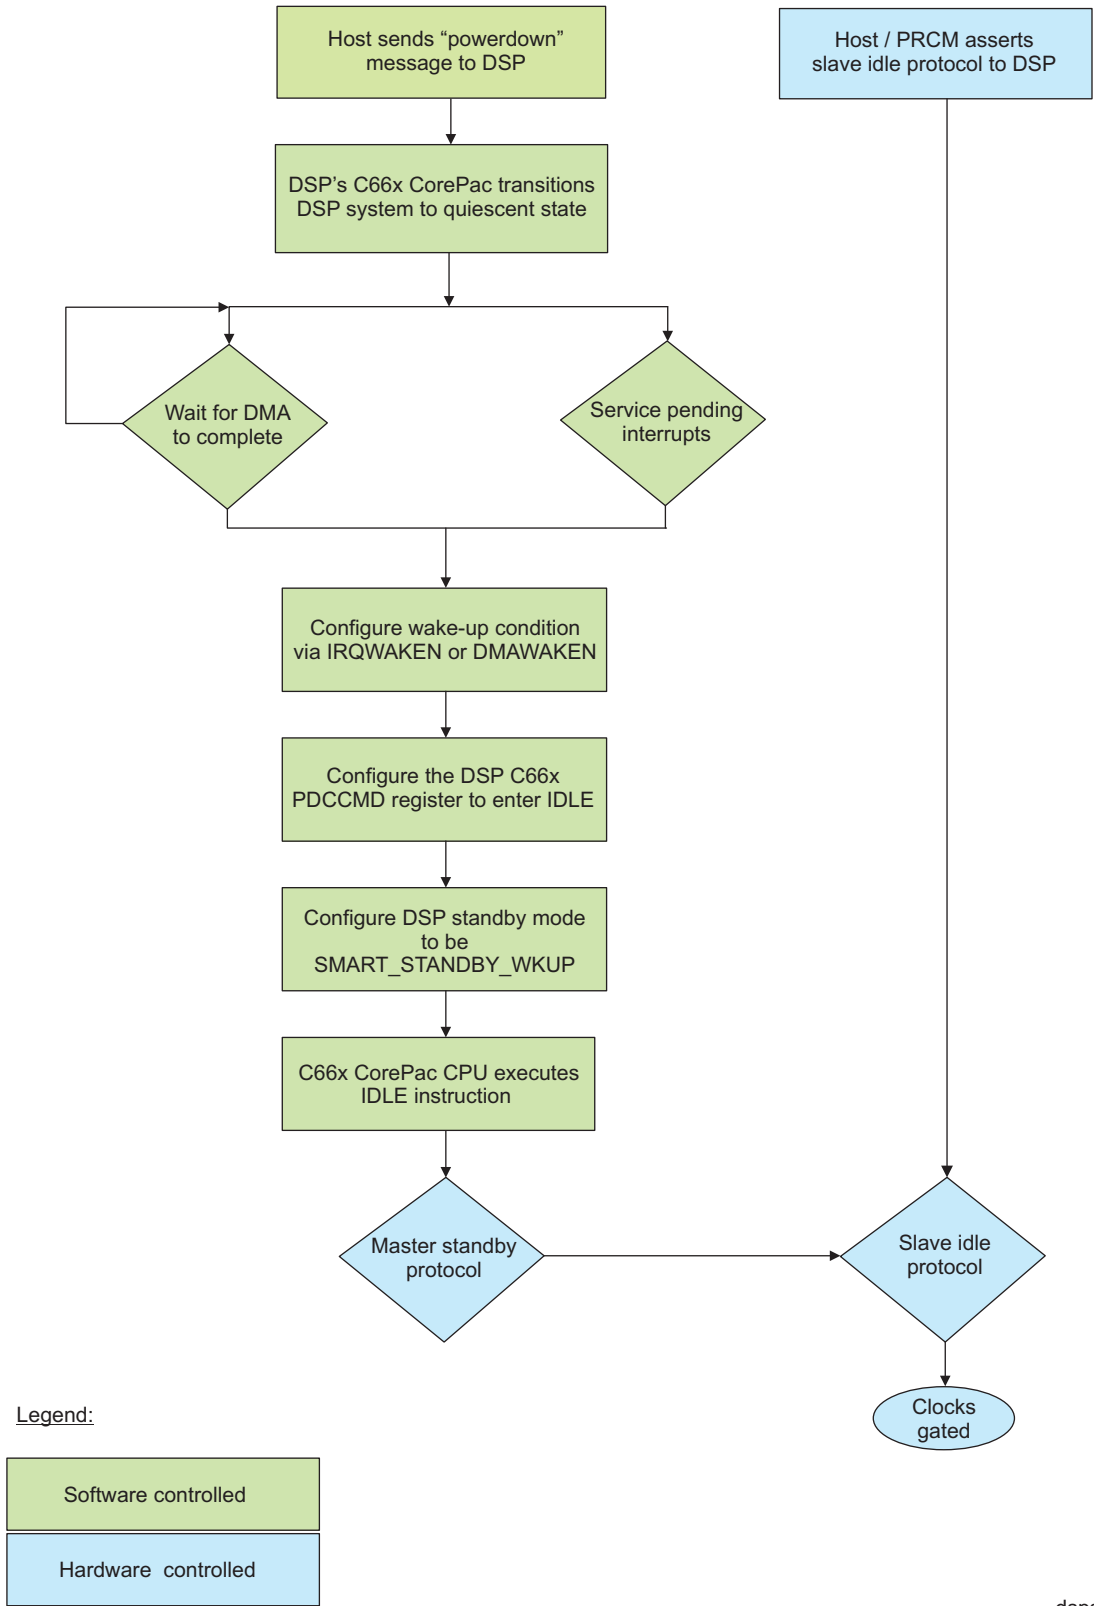 Host sends “powerdown”
message to DSP
Host / PRCM asserts
slave idle protocol to DSP
DSP's C66x CorePac transitions
DSP system to quiescent state
Wait for DMA
to complete
Service pending
interrupts
Configure wake-up condition
via IRQWAKEN or DMAWAKEN
Configure the DSP C66x
PDCCMD register to enter IDLE
Configure DSP standby mode
to be
SMART_STANDBY_WKUP
C66x CorePac CPU executes
IDLE instruction
Master standby
protocol
Slave idle
protocol
Clocks
gated
Legend:
Software controlled
Hardware controlled